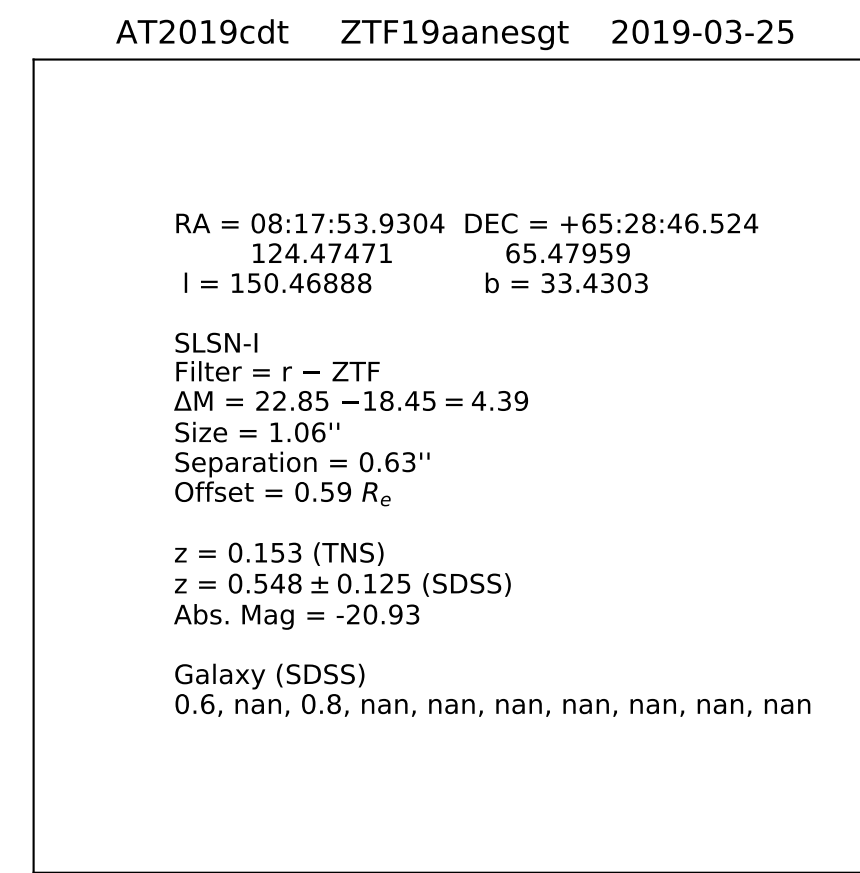 AT2019cdt ZTF19aanesgt 2019-03-25
RA = 08:17:53.9304 DEC = +65:28:46.524
124.47471 65.47959
l = 150.46888 b = 33.4303
SLSN-I
Filter = r − ZTF
ΔM = 22.85 −18.45 = 4.39
Size = 1.06''
Separation = 0.63''
Offset = 0.59 Rₑ
z = 0.153 (TNS)
z = 0.548 ± 0.125 (SDSS)
Abs. Mag = -20.93
Galaxy (SDSS)
0.6, nan, 0.8, nan, nan, nan, nan, nan, nan, nan